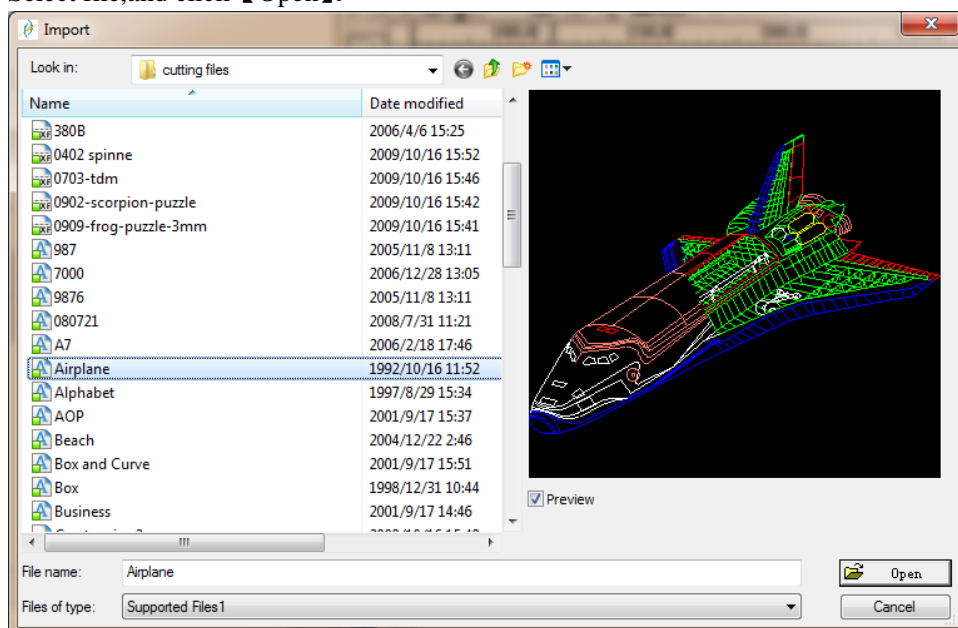 Select file,and click【Open】.
Import
Look in: cutting files
Name Date modified
380B 2006/4/6 15:25
0402 spinne 2009/10/16 15:52
0703-tdm 2009/10/16 15:46
0902-scorpion-puzzle 2009/10/16 15:42
0909-frog-puzzle-3mm 2009/10/16 15:41
987 2005/11/8 13:11
7000 2006/12/28 13:05
9876 2005/11/8 13:11
080721 2008/7/31 11:21
A7 2006/2/18 17:46
Airplane 1992/10/16 11:52
Alphabet 1997/8/29 15:34
AOP 2001/9/17 15:37
Beach 2004/12/22 2:46
Box and Curve 2001/9/17 15:51
Box 1998/12/31 10:44
Business 2001/9/17 14:46
Preview
File name: Airplane Open
Files of type: Supported Files1 Cancel